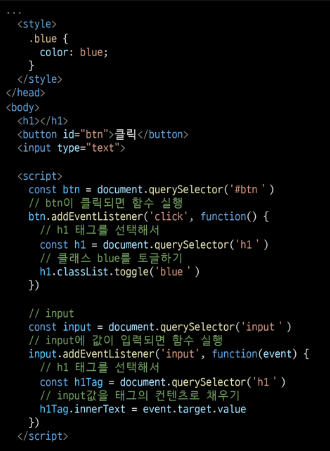 ...
  <style>
    .blue {
      color: blue;
    }
  </style>
</head>
<body>
  <h1></h1>
  <button id="btn">클릭</button>
  <input type="text">

  <script>
    const btn = document.querySelector('#btn')
    // btn이 클릭되면 함수 실행
    btn.addEventListener('click', function() {
      // h1 태그를 선택해서
      const h1 = document.querySelector('h1')
      // 클래스 blue를 토글하기
      h1.classList.toggle('blue')
    })

    // input
    const input = document.querySelector('input')
    // input에 값이 입력되면 함수 실행
    input.addEventListener('input', function(event) {
      // h1 태그를 선택해서
      const h1Tag = document.querySelector('h1')
      // input값을 태그의 컨텐츠로 채우기
      h1Tag.innerText = event.target.value
    })
  </script>